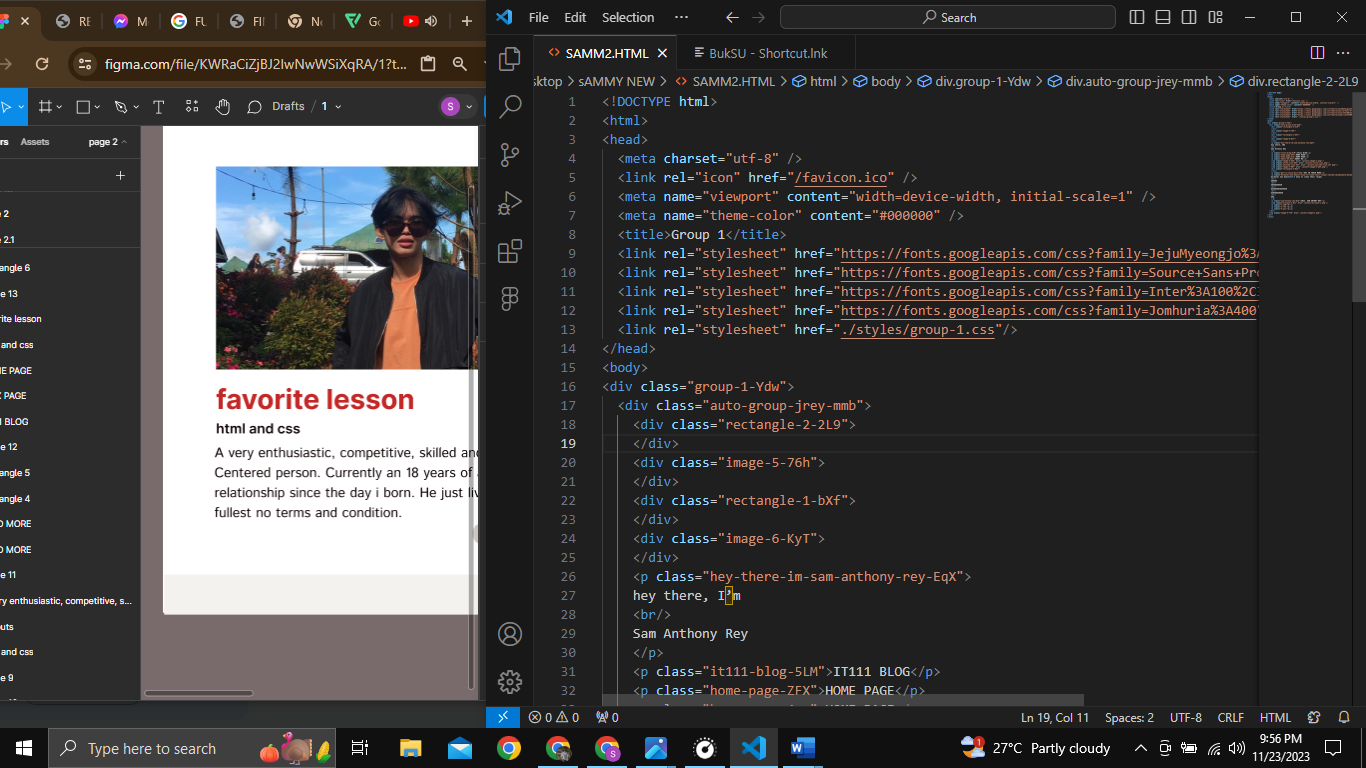 RE
M
FU
FII
Ne
Go
figma.com/file/KWRaCiZjBJ2IwNwWSiXqRA/1?t...
Drafts / 1
S
rs
Assets
page 2
e 2
e 2.1
angle 6
e 13
rite lesson
and css
ME PAGE
K PAGE
1 BLOG
e 12
ngle 5
ngle 4
D MORE
D MORE
e 11
ery enthusiastic, competitive, s...
outs
and css
e 9
favorite lesson
html and css
A very enthusiastic, competitive, skilled and
Centered person. Currently an 18 years of
relationship since the day i born. He just liv
fullest no terms and condition.
File Edit Selection ···
Search
SAMM2.HTML
BukSU - Shortcut.lnk
sktop > sAMMY NEW > SAMM2.HTML > html > body > div.group-1-Ydw > div.auto-group-jrey-mmb > div.rectangle-2-2L9
1 <!DOCTYPE html>
2 <html>
3 <head>
4 <meta charset="utf-8" />
5 <link rel="icon" href="/favicon.ico" />
6 <meta name="viewport" content="width=device-width, initial-scale=1" />
7 <meta name="theme-color" content="#000000" />
8 <title>Group 1</title>
9 <link rel="stylesheet" href="https://fonts.googleapis.com/css?family=JejuMyeongjo%3A
10 <link rel="stylesheet" href="https://fonts.googleapis.com/css?family=Source+Sans+Pro
11 <link rel="stylesheet" href="https://fonts.googleapis.com/css?family=Inter%3A100%2C
12 <link rel="stylesheet" href="https://fonts.googleapis.com/css?family=Jomhuria%3A400
13 <link rel="stylesheet" href="./styles/group-1.css"/>
14 </head>
15 <body>
16 <div class="group-1-Ydw">
17 <div class="auto-group-jrey-mmb">
18 <div class="rectangle-2-2L9">
19 </div>
20 <div class="image-5-76h">
21 </div>
22 <div class="rectangle-1-bXf">
23 </div>
24 <div class="image-6-KyT">
25 </div>
26 <p class="hey-there-im-sam-anthony-rey-EqX">
27 hey there, I’m
28 <br/>
29 Sam Anthony Rey
30 </p>
31 <p class="it111-blog-5LM">IT111 BLOG</p>
32 <p class="home-page-ZFX">HOME PAGE</p>
0 0 0
Ln 19, Col 11 Spaces: 2 UTF-8 CRLF HTML
Type here to search
27°C Partly cloudy
9:56 PM
11/23/2023